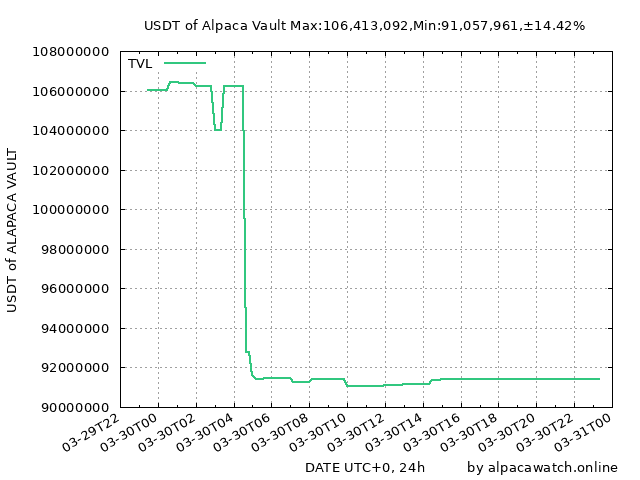 USDT of Alpaca Vault Max:106,413,092,Min:91,057,961,±14.42%
TVL
108000000
106000000
104000000
102000000
100000000
98000000
96000000
94000000
92000000
90000000
USDT of ALAPACA VAULT
03-29T22
03-30T00
03-30T02
03-30T04
03-30T06
03-30T08
03-30T10
03-30T12
03-30T14
03-30T16
03-30T18
03-30T20
03-30T22
03-31T00
DATE UTC+0, 24h
by alpacawatch.online